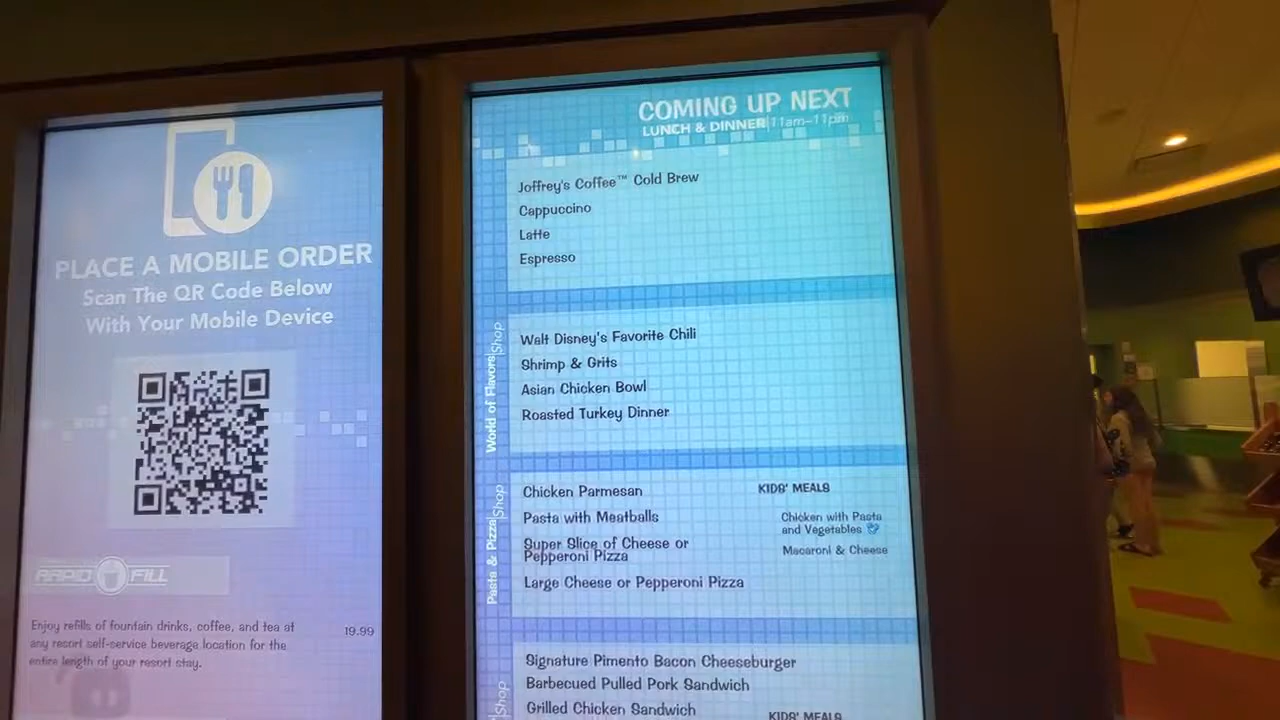 PLACE A MOBILE ORDER
Scan The QR Code Below
With Your Mobile Device
RAPID FILL
Enjoy refills of fountain drinks, coffee, and tea at
any resort self-service beverage location for the
entire length of your resort stay.
19.99
COMING UP NEXT
LUNCH & DINNER|11am–11pm
Joffrey's Coffee™ Cold Brew
Cappuccino
Latte
Espresso
World of Flavors|Shop
Walt Disney's Favorite Chili
Shrimp & Grits
Asian Chicken Bowl
Roasted Turkey Dinner
Pasta & Pizza|Shop
Chicken Parmesan
Pasta with Meatballs
Super Slice of Cheese or
Pepperoni Pizza
Large Cheese or Pepperoni Pizza
KIDS' MEALS
Chicken with Pasta
and Vegetables
Macaroni & Cheese
Shop
Signature Pimento Bacon Cheeseburger
Barbecued Pulled Pork Sandwich
Grilled Chicken Sandwich
KIDS' MEALS